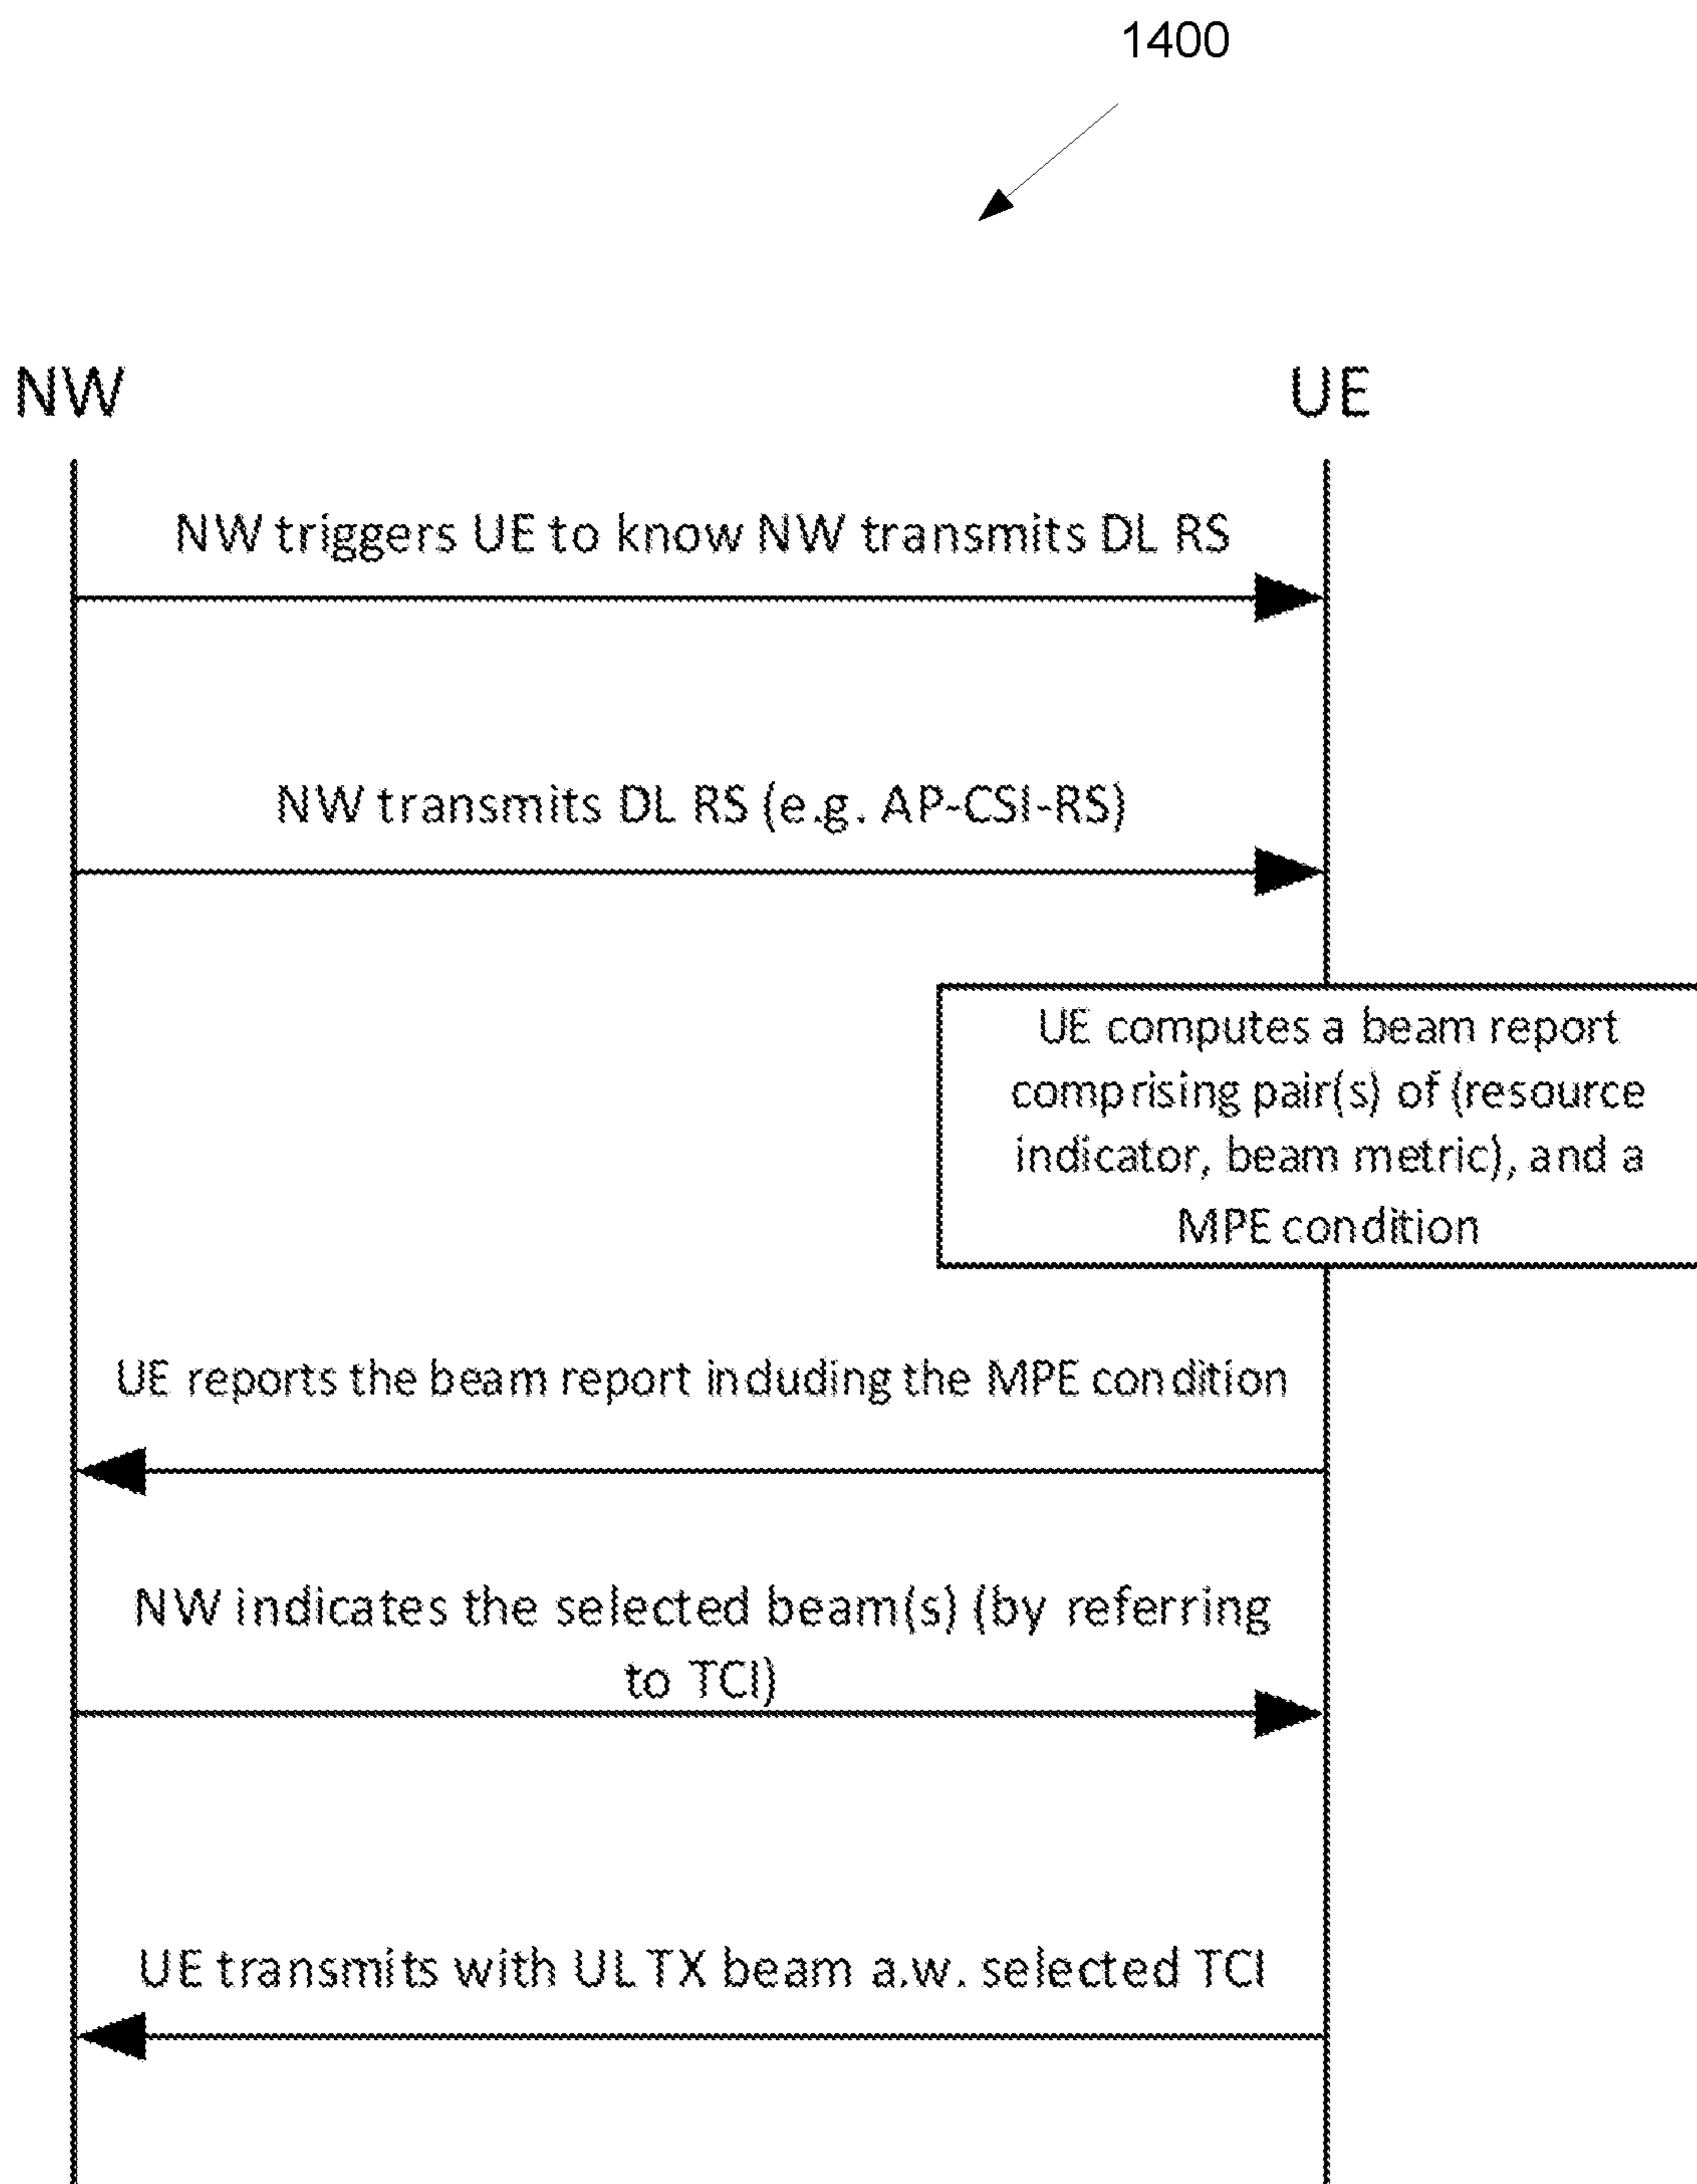 1400
NW
UE
NW triggers UE to know NW transmits DL RS
NW transmits DL RS (e.g. AP-CSI-RS)
UE computes a beam report
comprising pair(s) of (resource
indicator, beam metric), and a
MPE condition
UE reports the beam report including the MPE condition
NW indicates the selected beam(s) (by referring
to TCI)
UE transmits with UL TX beam a.w. selected TCI